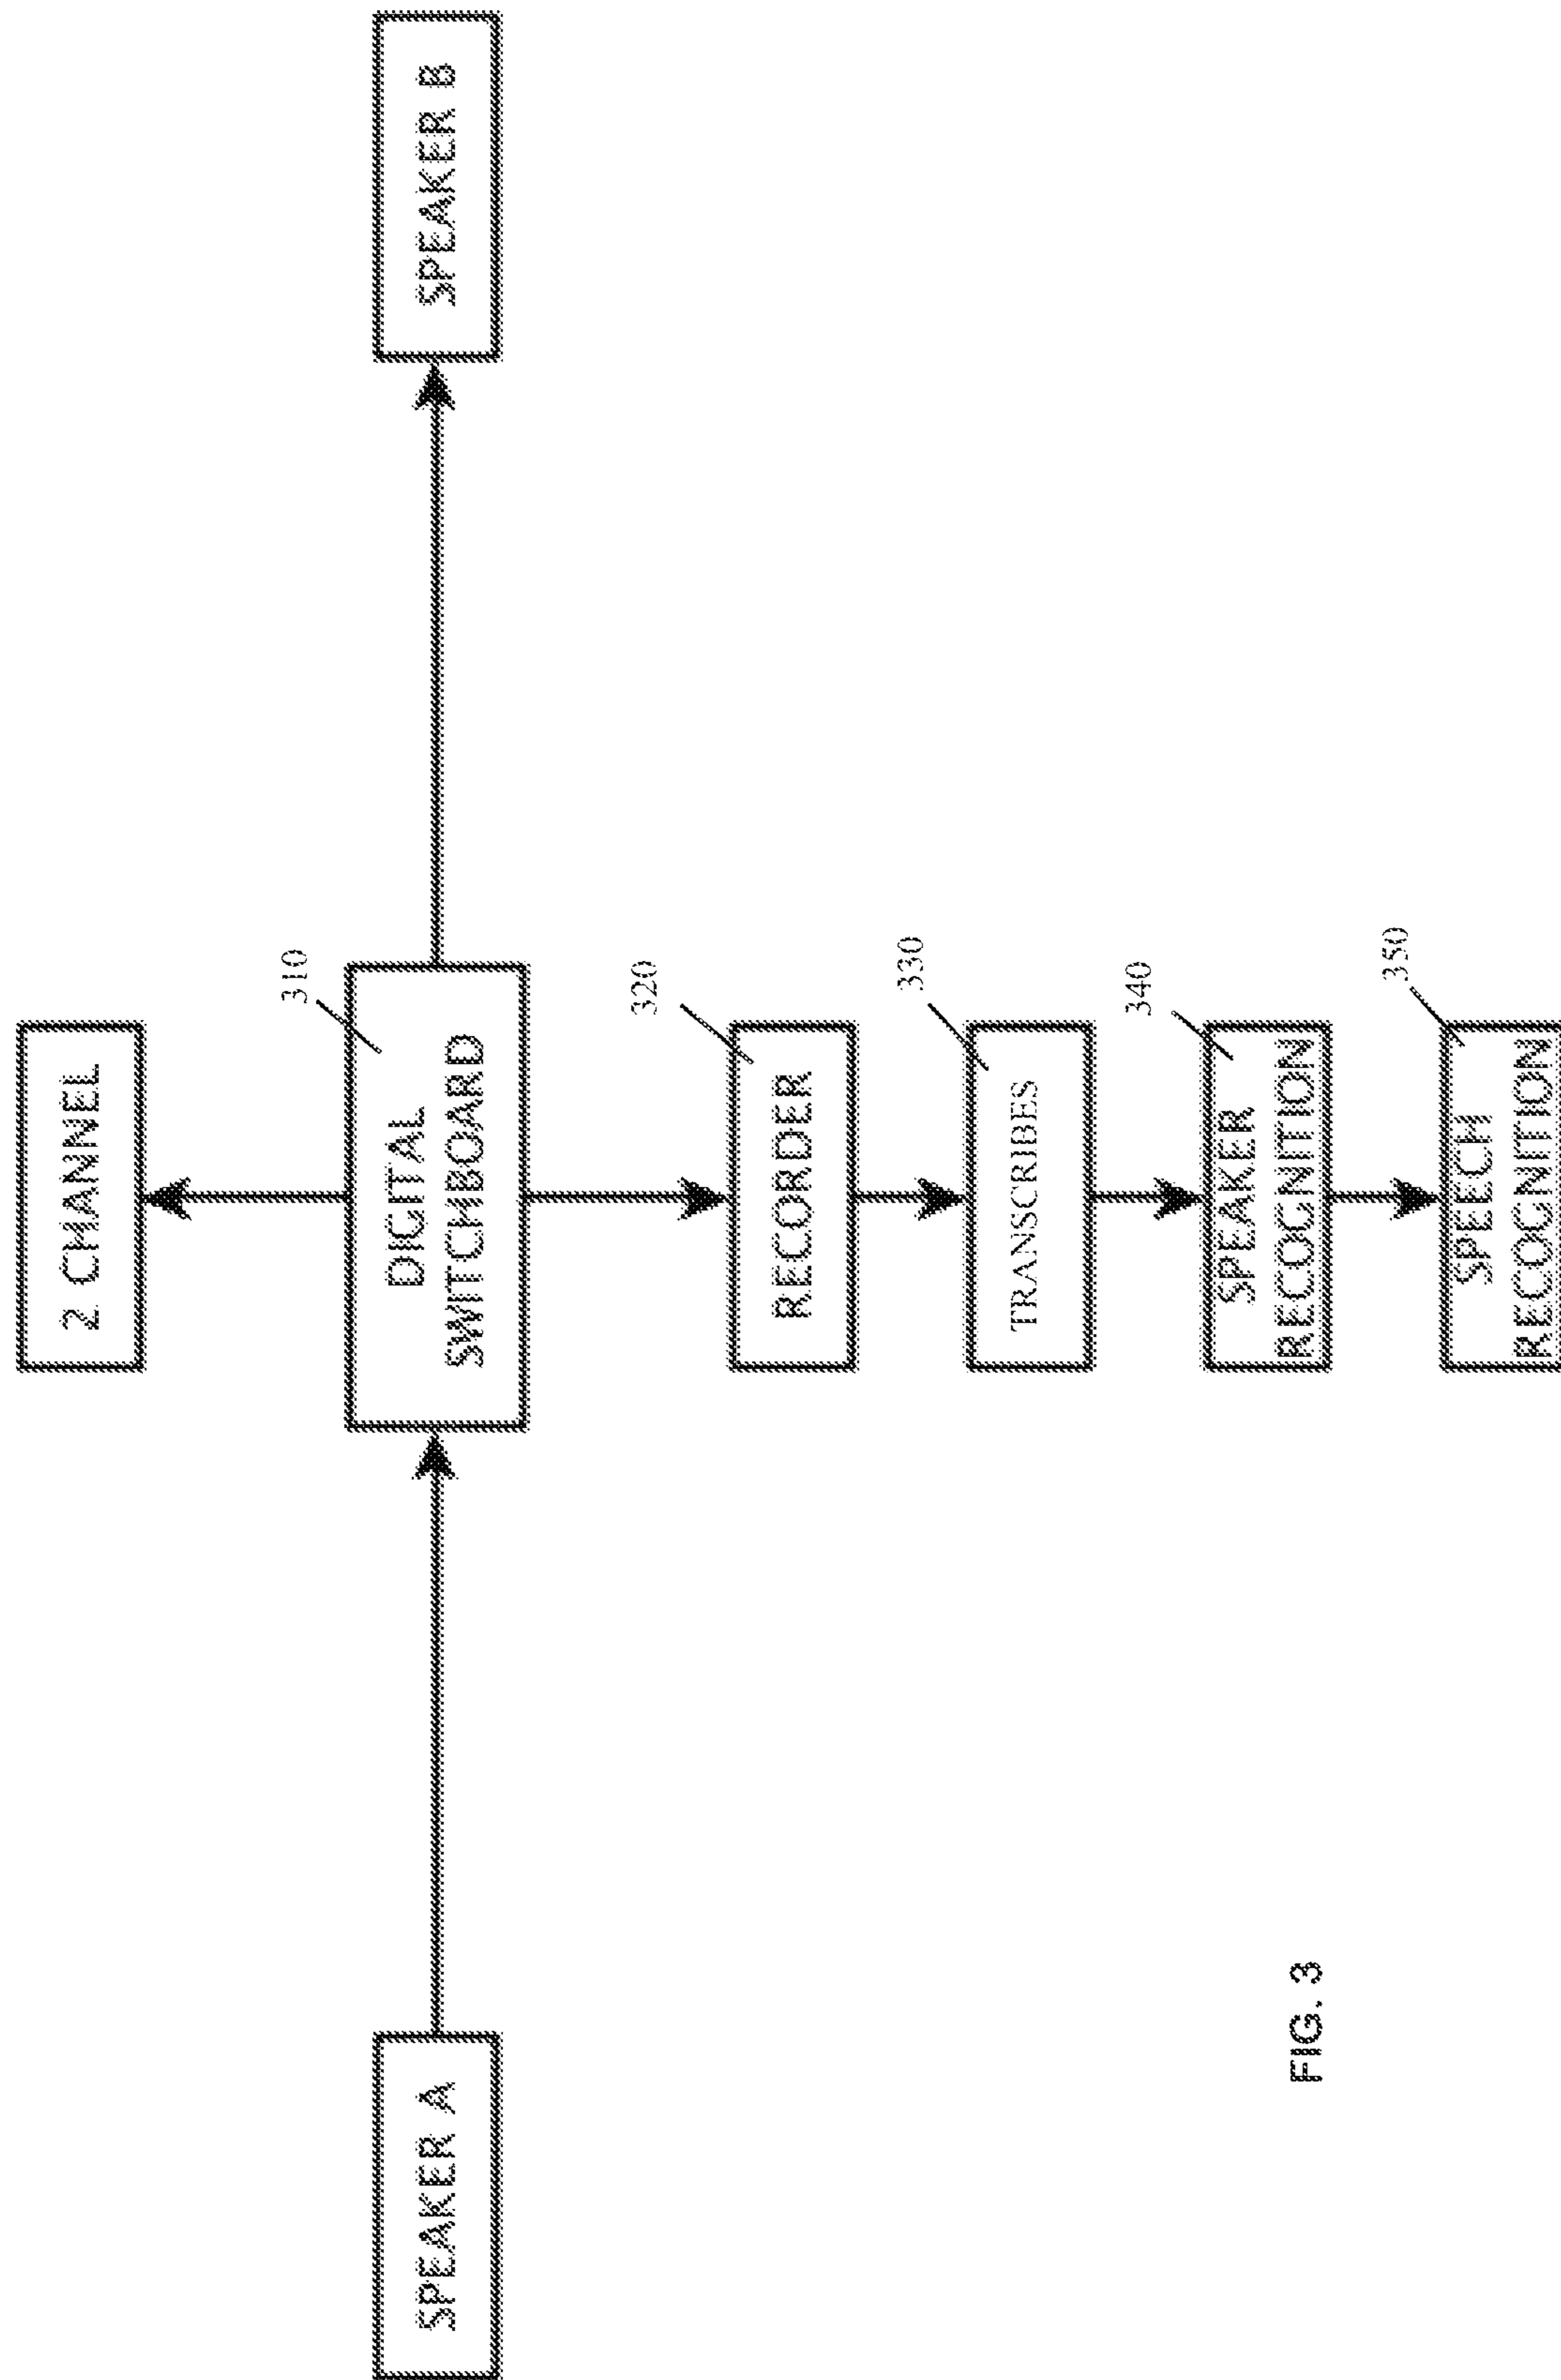 2 CHANNEL
310
SPEAKER A
DIGITAL
SWITCHBOARD
SPEAKER B
320
RECORDER
330
TRANSCRIBES
340
SPEAKER
RECOGNITION
350
SPEECH
RECOGNITION
FIG. 3